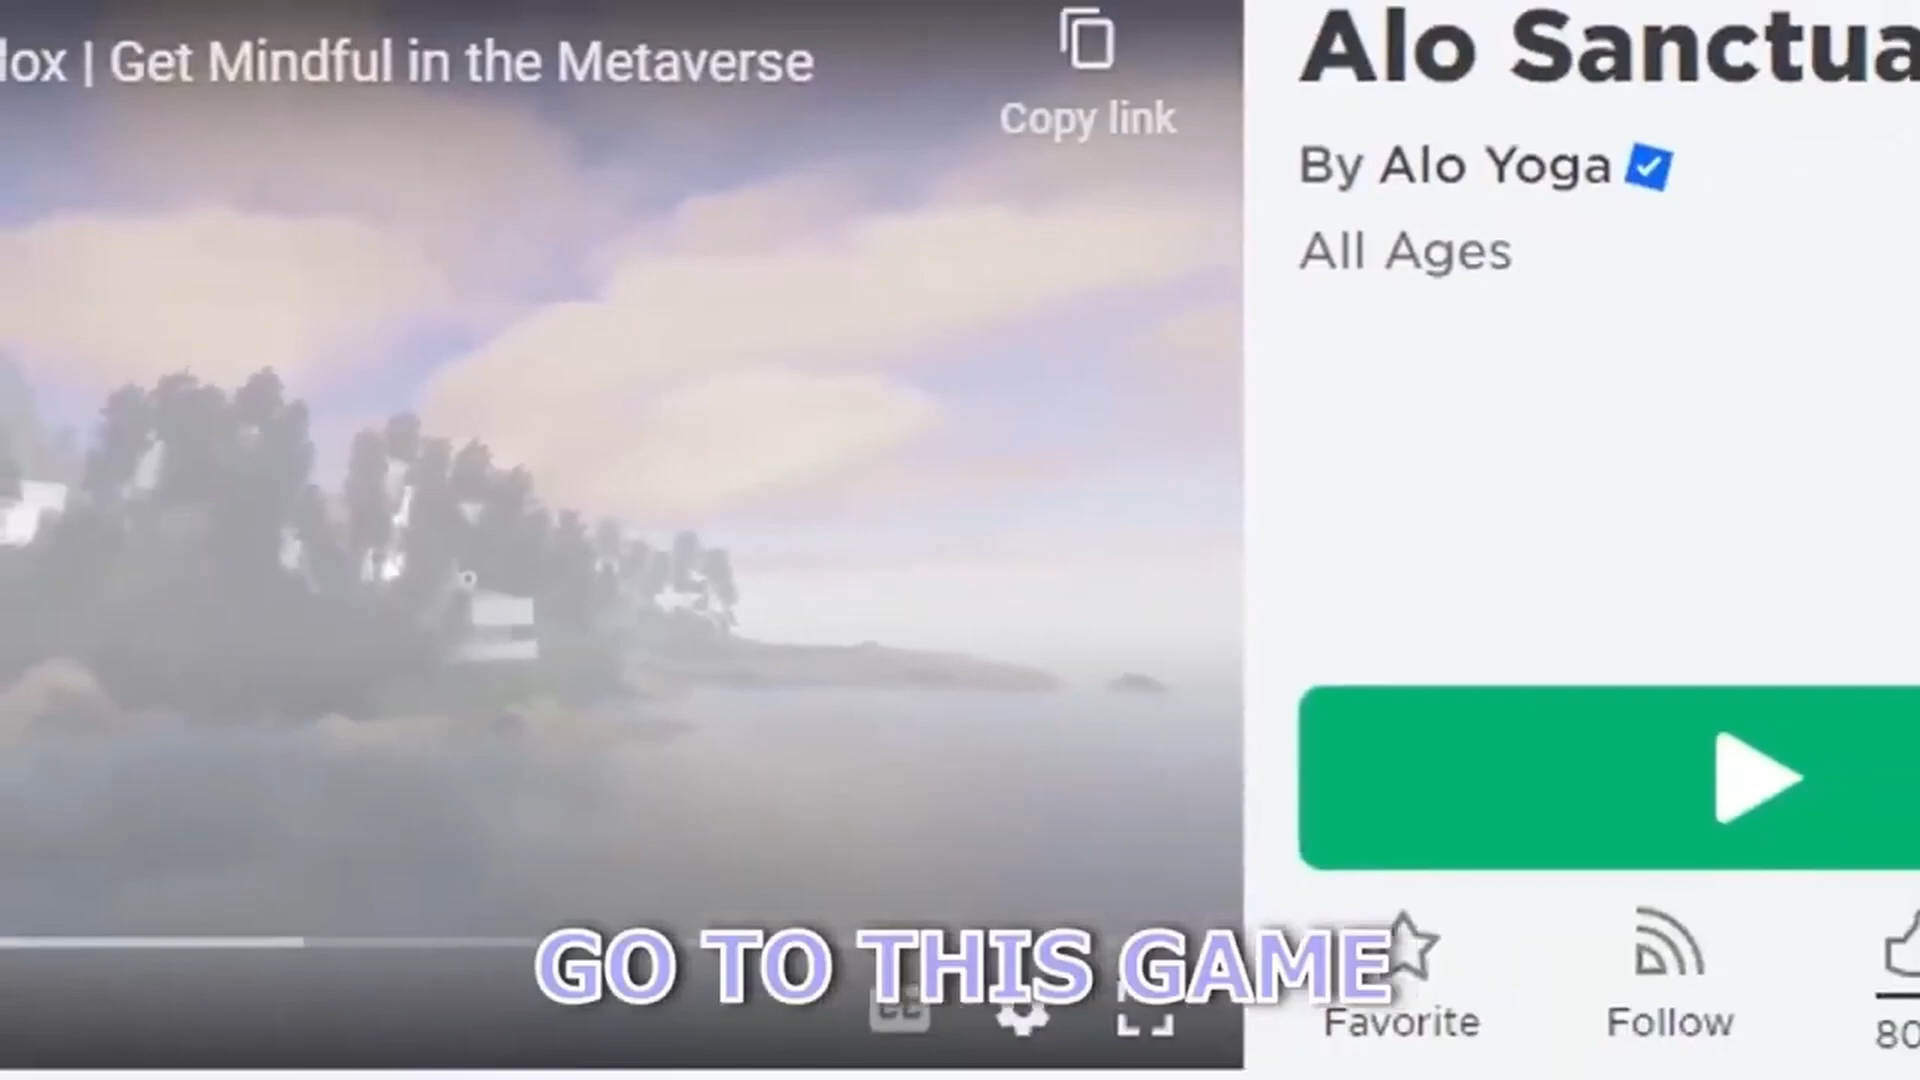 lox | Get Mindful in the Metaverse
Copy link
Alo Sanctua
By Alo Yoga
All Ages
GO TO THIS GAME
Favorite
Follow
80